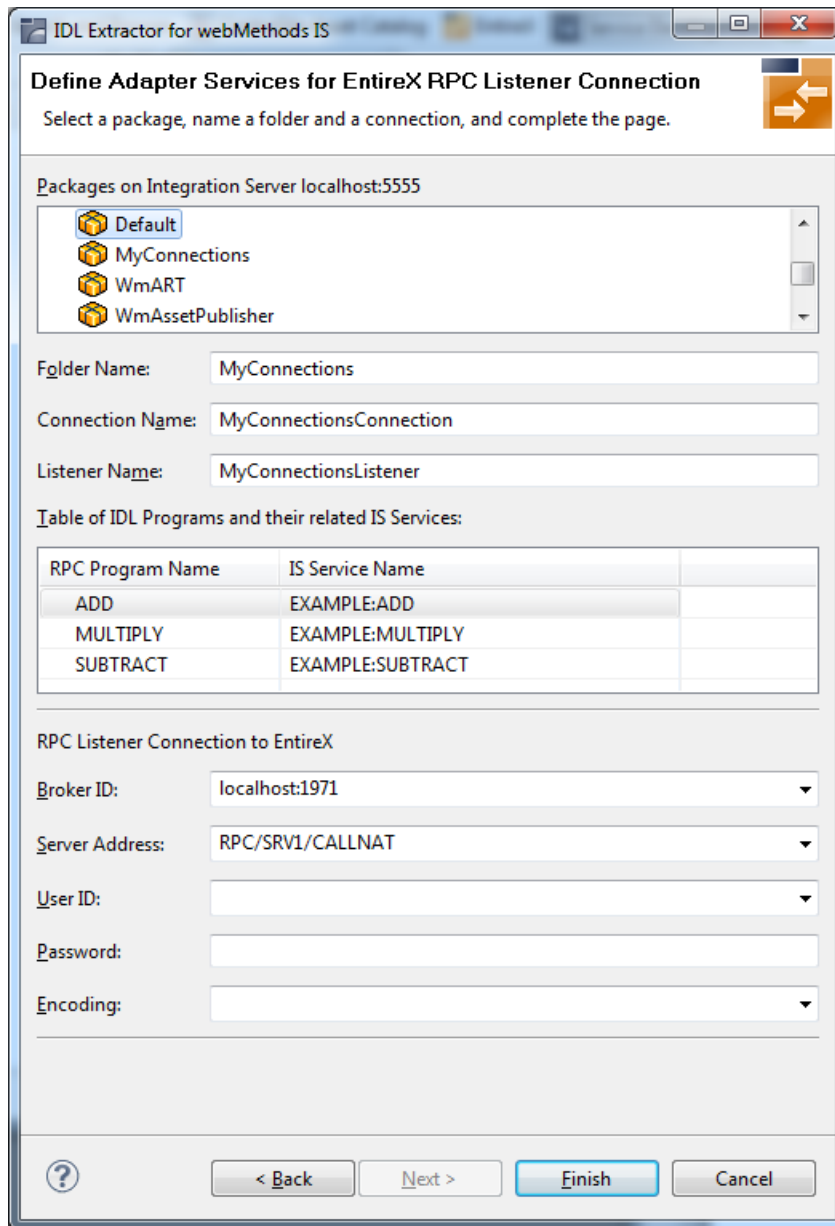 IDL Extractor for webMethods IS
Define Adapter Services for EntireX RPC Listener Connection
Select a package, name a folder and a connection, and complete the page.
Packages on Integration Server localhost:5555
Default
MyConnections
WmART
WmAssetPublisher
Folder Name: MyConnections
Connection Name: MyConnectionsConnection
Listener Name: MyConnectionsListener
Table of IDL Programs and their related IS Services:
RPC Program Name IS Service Name
ADD EXAMPLE:ADD
MULTIPLY EXAMPLE:MULTIPLY
SUBTRACT EXAMPLE:SUBTRACT
RPC Listener Connection to EntireX
Broker ID: localhost:1971
Server Address: RPC/SRV1/CALLNAT
User ID:
Password:
Encoding:
? < Back Next > Finish Cancel